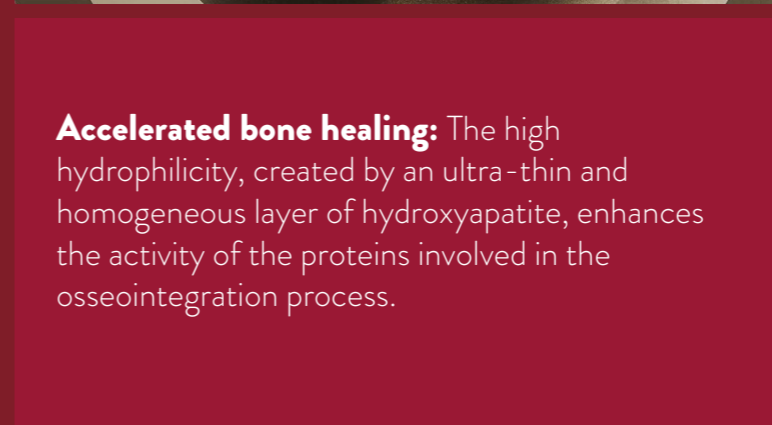 Accelerated bone healing: The high
hydrophilicity, created by an ultra-thin and
homogeneous layer of hydroxyapatite, enhances
the activity of the proteins involved in the
osseointegration process.